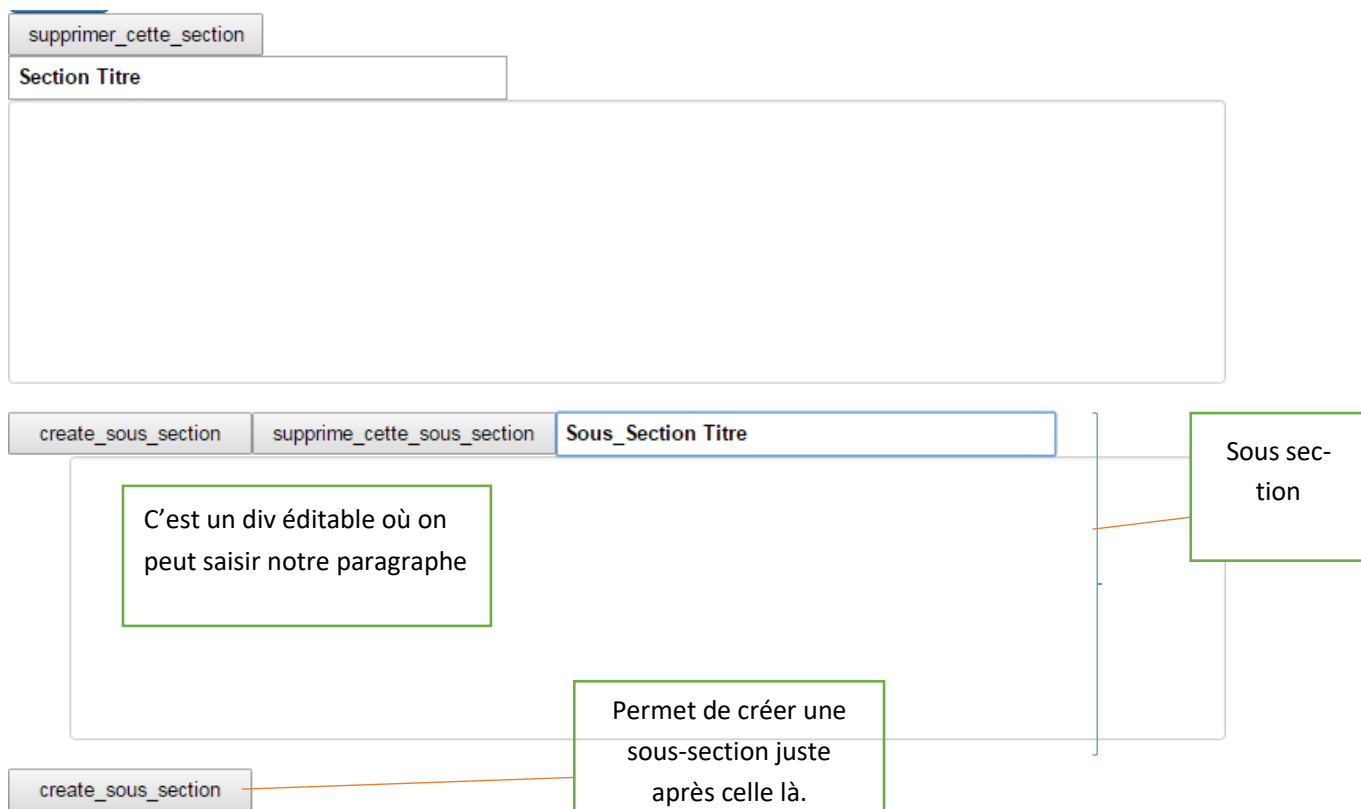 supprimer_cette_section
Section Titre
create_sous_section
supprime_cette_sous_section
Sous_Section Titre
Sous sec-
tion
C’est un div éditable où on
peut saisir notre paragraphe
Permet de créer une
sous-section juste
après celle là.
create_sous_section